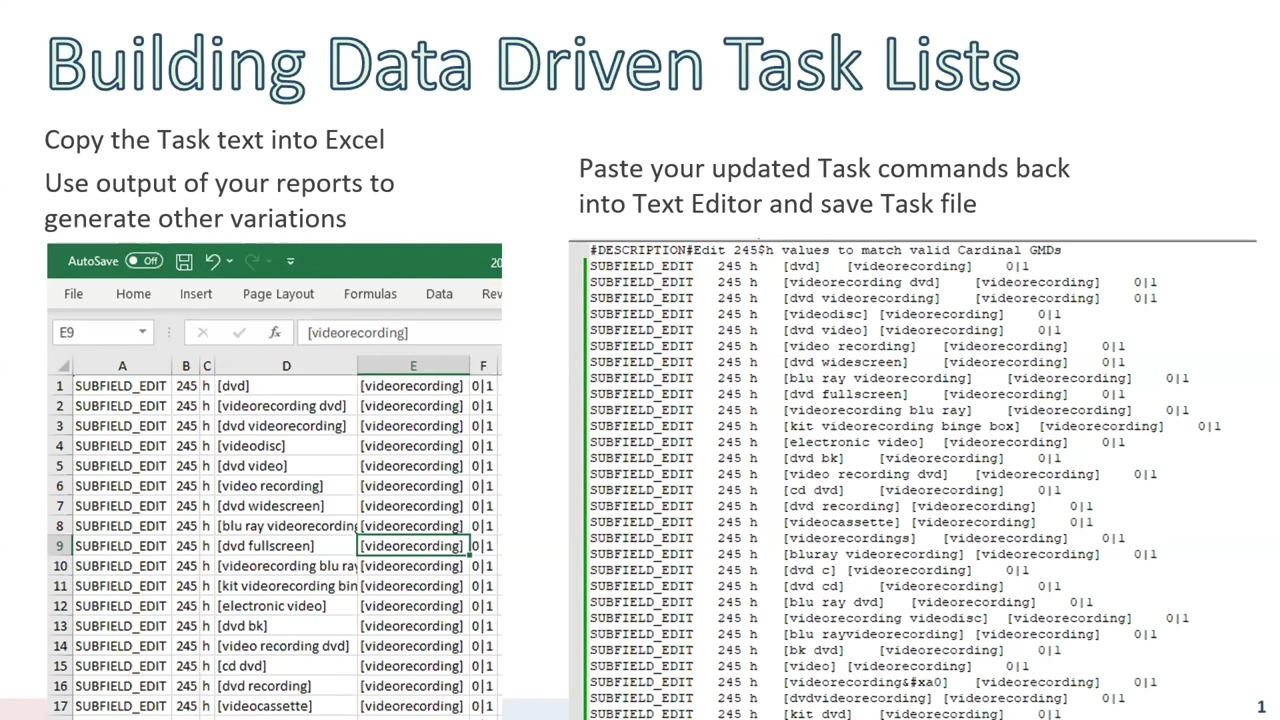 Building Data Driven Task Lists
Copy the Task text into Excel
Use output of your reports to
generate other variations
Paste your updated Task commands back
into Text Editor and save Task file
AutoSave Off
20
File Home Insert Page Layout Formulas Data Rev
E9 fx [videorecording]
A B C D E F
1 SUBFIELD_EDIT 245 h [dvd] [videorecording] 0|1
2 SUBFIELD_EDIT 245 h [videorecording dvd] [videorecording] 0|1
3 SUBFIELD_EDIT 245 h [dvd videorecording] [videorecording] 0|1
4 SUBFIELD_EDIT 245 h [videodisc] [videorecording] 0|1
5 SUBFIELD_EDIT 245 h [dvd video] [videorecording] 0|1
6 SUBFIELD_EDIT 245 h [video recording] [videorecording] 0|1
7 SUBFIELD_EDIT 245 h [dvd widescreen] [videorecording] 0|1
8 SUBFIELD_EDIT 245 h [blu ray videorecording [videorecording] 0|1
9 SUBFIELD_EDIT 245 h [dvd fullscreen] [videorecording] 0|1
10 SUBFIELD_EDIT 245 h [videorecording blu ray [videorecording] 0|1
11 SUBFIELD_EDIT 245 h [kit videorecording bin [videorecording] 0|1
12 SUBFIELD_EDIT 245 h [electronic video] [videorecording] 0|1
13 SUBFIELD_EDIT 245 h [dvd bk] [videorecording] 0|1
14 SUBFIELD_EDIT 245 h [video recording dvd] [videorecording] 0|1
15 SUBFIELD_EDIT 245 h [cd dvd] [videorecording] 0|1
16 SUBFIELD_EDIT 245 h [dvd recording] [videorecording] 0|1
17 SUBFIELD_EDIT 245 h [videocassette] [videorecording] 0|1
#DESCRIPTION#Edit 245$h values to match valid Cardinal GMDs
SUBFIELD_EDIT 245 h [dvd] [videorecording] 0|1
SUBFIELD_EDIT 245 h [videorecording dvd] [videorecording] 0|1
SUBFIELD_EDIT 245 h [dvd videorecording] [videorecording] 0|1
SUBFIELD_EDIT 245 h [videodisc] [videorecording] 0|1
SUBFIELD_EDIT 245 h [dvd video] [videorecording] 0|1
SUBFIELD_EDIT 245 h [video recording] [videorecording] 0|1
SUBFIELD_EDIT 245 h [dvd widescreen] [videorecording] 0|1
SUBFIELD_EDIT 245 h [blu ray videorecording] [videorecording] 0|1
SUBFIELD_EDIT 245 h [dvd fullscreen] [videorecording] 0|1
SUBFIELD_EDIT 245 h [videorecording blu ray] [videorecording] 0|1
SUBFIELD_EDIT 245 h [kit videorecording binge box] [videorecording] 0|1
SUBFIELD_EDIT 245 h [electronic video] [videorecording] 0|1
SUBFIELD_EDIT 245 h [dvd bk] [videorecording] 0|1
SUBFIELD_EDIT 245 h [video recording dvd] [videorecording] 0|1
SUBFIELD_EDIT 245 h [cd dvd] [videorecording] 0|1
SUBFIELD_EDIT 245 h [dvd recording] [videorecording] 0|1
SUBFIELD_EDIT 245 h [videocassette] [videorecording] 0|1
SUBFIELD_EDIT 245 h [videorecordings] [videorecording] 0|1
SUBFIELD_EDIT 245 h [bluray videorecording] [videorecording] 0|1
SUBFIELD_EDIT 245 h [dvd c] [videorecording] 0|1
SUBFIELD_EDIT 245 h [dvd cd] [videorecording] 0|1
SUBFIELD_EDIT 245 h [blu ray dvd] [videorecording] 0|1
SUBFIELD_EDIT 245 h [videorecording videodisc] [videorecording] 0|1
SUBFIELD_EDIT 245 h [blu rayvideorecording] [videorecording] 0|1
SUBFIELD_EDIT 245 h [bk dvd] [videorecording] 0|1
SUBFIELD_EDIT 245 h [video] [videorecording] 0|1
SUBFIELD_EDIT 245 h [videorecording&#xa0] [videorecording] 0|1
SUBFIELD_EDIT 245 h [dvdvideorecording] [videorecording] 0|1
SUBFIELD_EDIT 245 h [kit dvd] [videorecording] 0|1
1